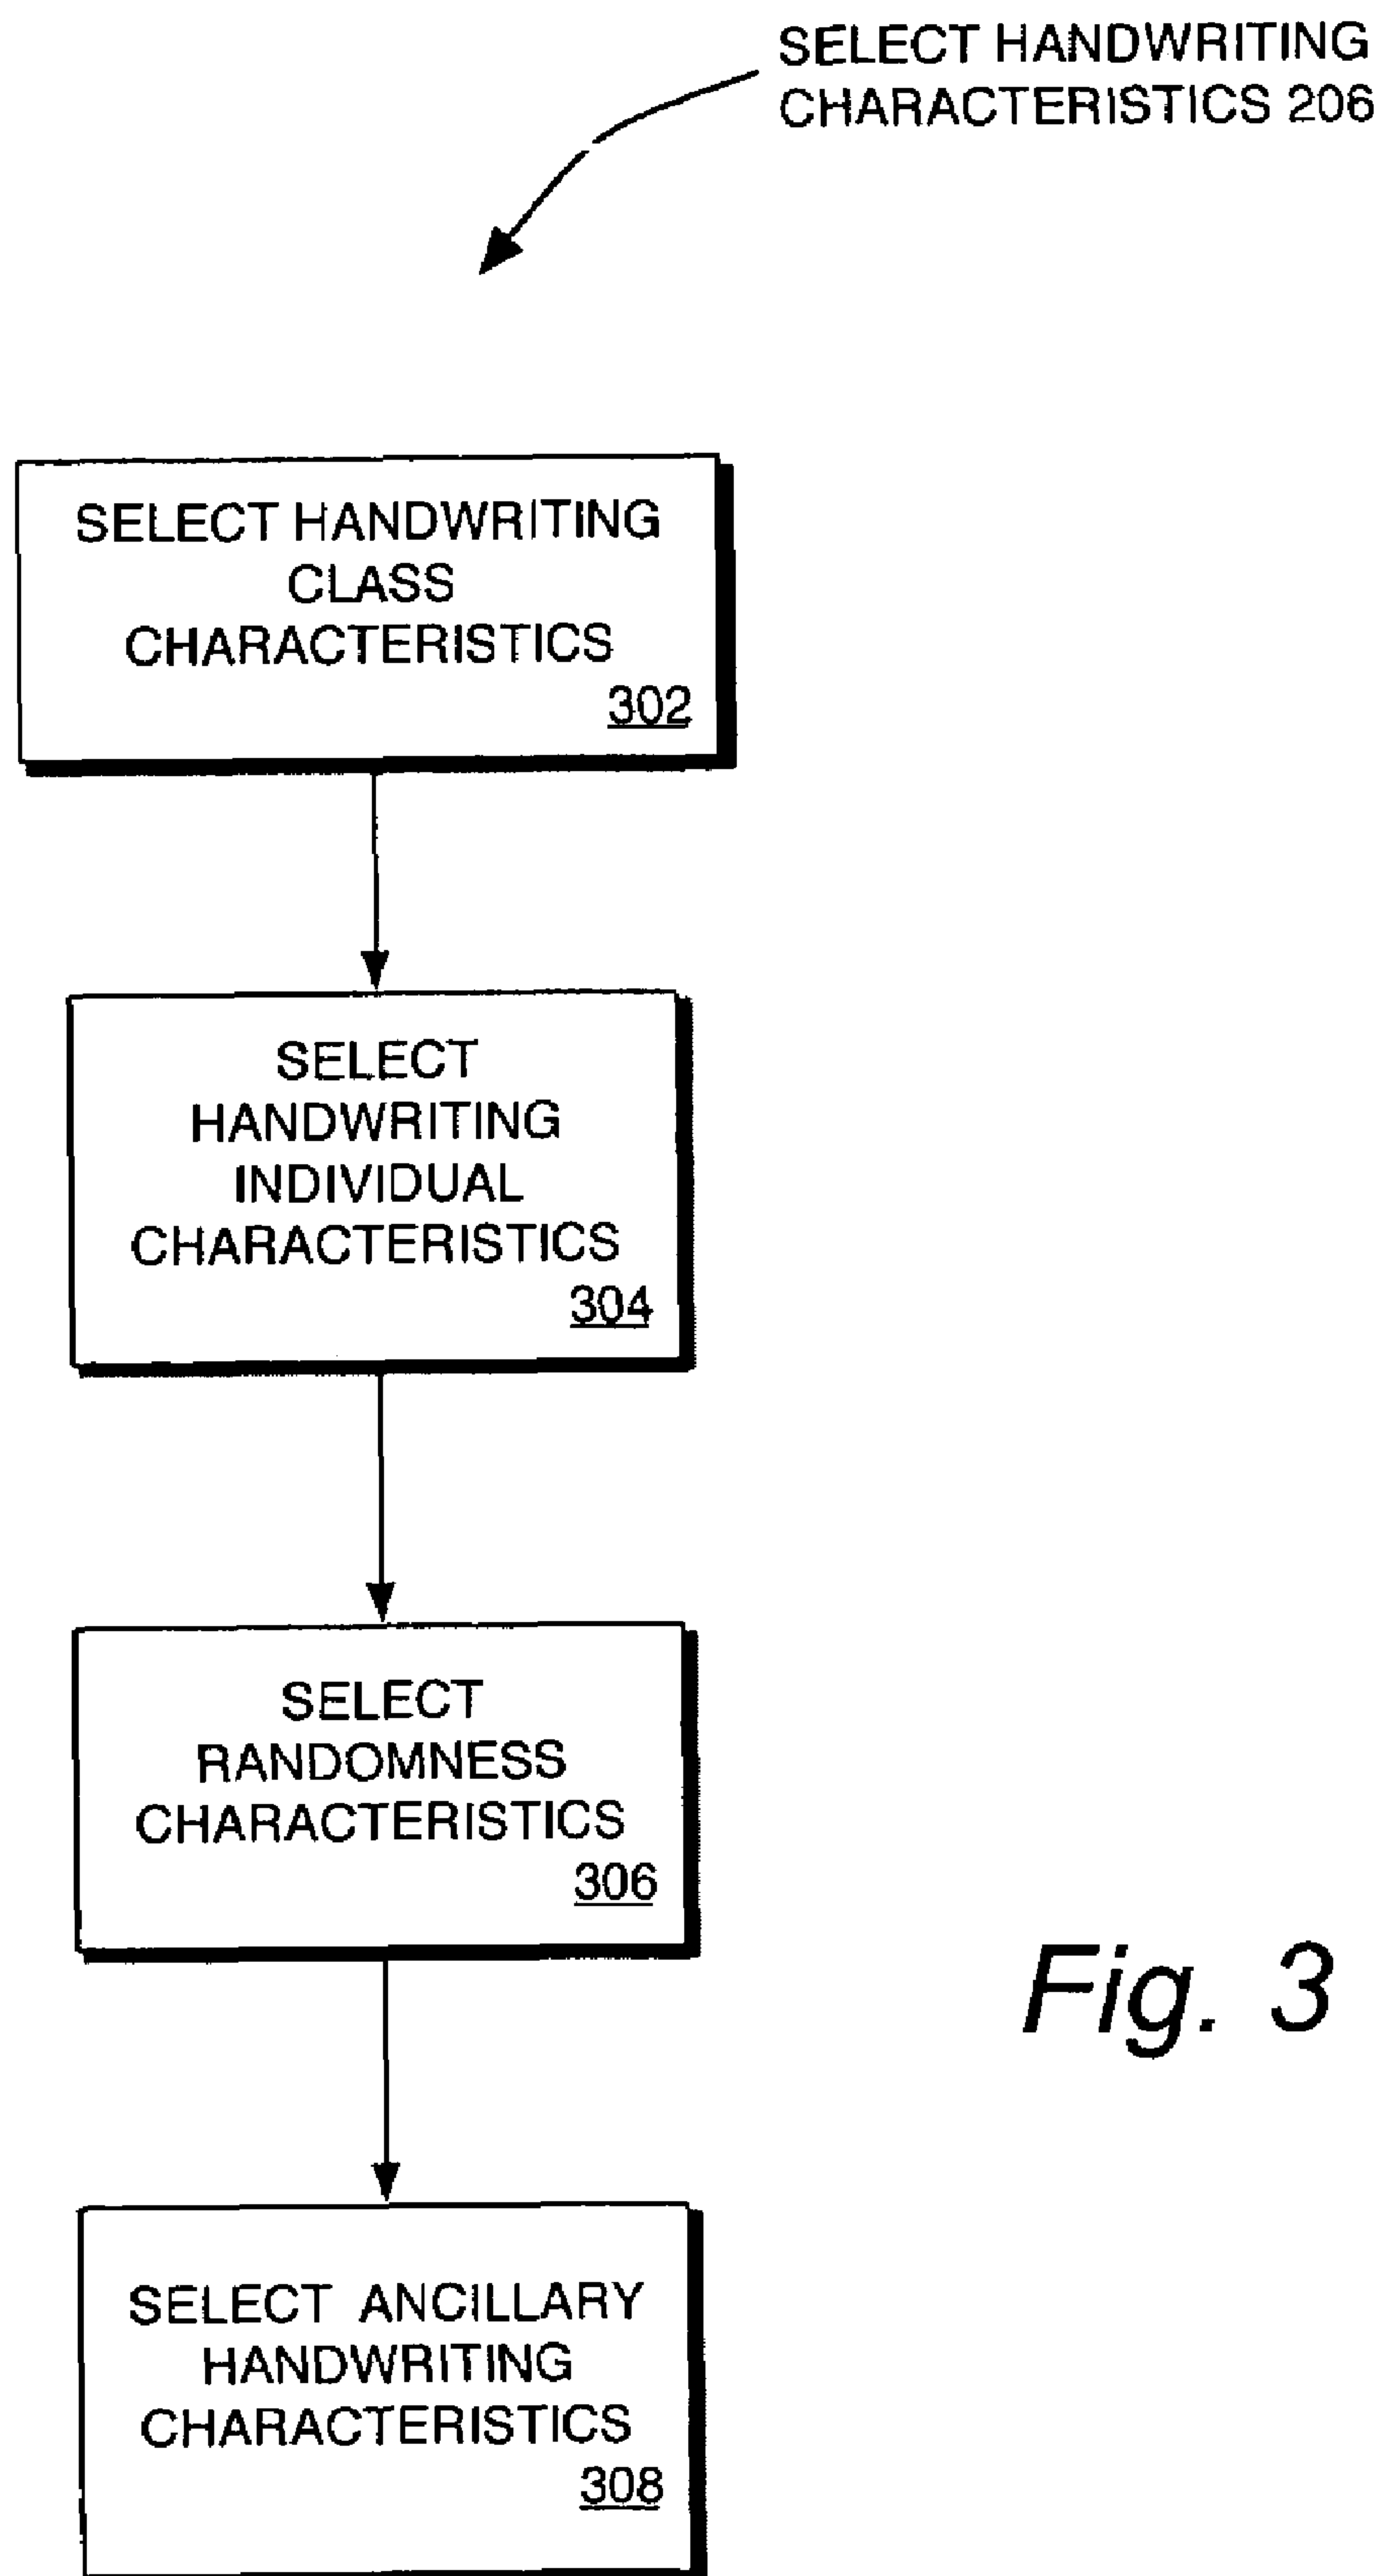 SELECT HANDWRITING
CHARACTERISTICS 206
SELECT HANDWRITING
CLASS
CHARACTERISTICS
302
SELECT
HANDWRITING
INDIVIDUAL
CHARACTERISTICS
304
SELECT
RANDOMNESS
CHARACTERISTICS
306
Fig. 3
SELECT ANCILLARY
HANDWRITING
CHARACTERISTICS
308